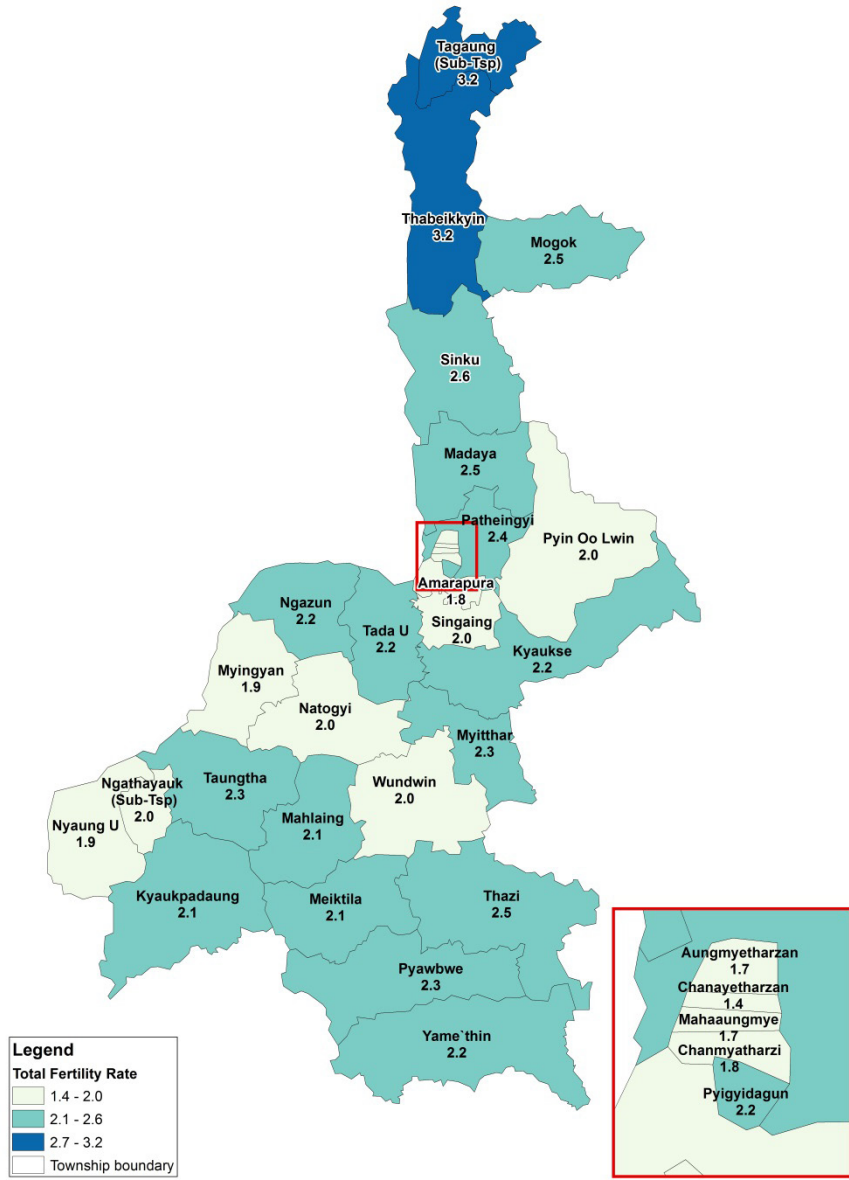 Tagaung
(Sub-Tsp)
3.2
Thabeikkyin
3.2
Mogok
2.5
Sinku
2.6
Madaya
2.5
Patheingyi
2.4
Pyin Oo Lwin
2.0
Amarapura
1.8
Singaing
2.0
Ngazun
2.2
Tada U
2.2
Kyaukse
2.2
Myingyan
1.9
Natogyi
2.0
Myitthar
2.3
Ngathayauk
(Sub-Tsp)
2.0
Taungtha
2.3
Wundwin
2.0
Nyaung U
1.9
Mahlaing
2.1
Kyaukpadaung
2.1
Meiktila
2.1
Thazi
2.5
Pyawbwe
2.3
Yame`thin
2.2
Aungmyetharzan
1.7
Chanayetharzan
1.4
Mahaaungmye
1.7
Chanmyatharzi
1.8
Pyigyidagun
2.2
Legend
Total Fertility Rate
1.4 - 2.0
2.1 - 2.6
2.7 - 3.2
Township boundary